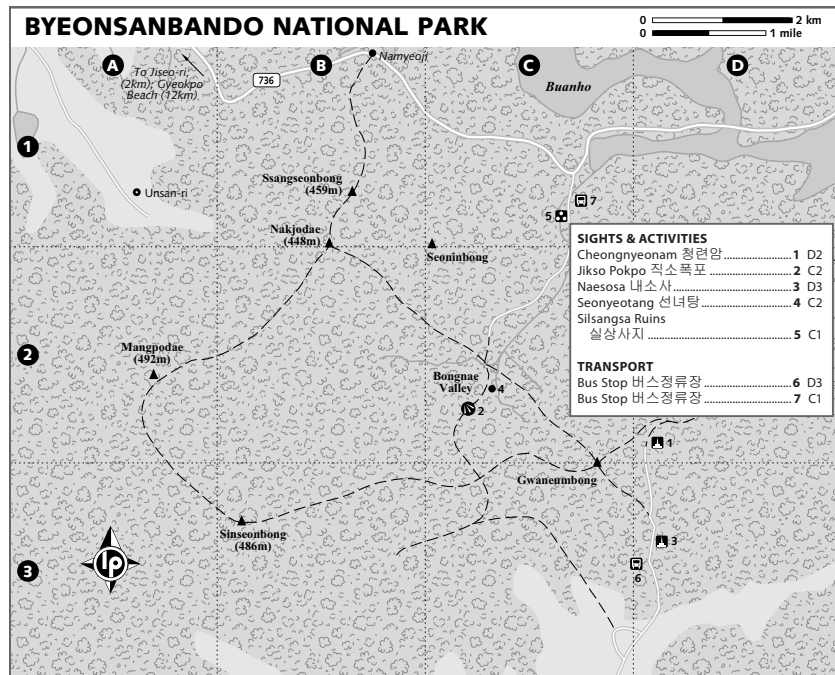 BYEONSANBANDO NATIONAL PARK
0 2 km
0 1 mile
A
B
C
D
To Jiseo-ri;
(2km); Gyeokpo
Beach (12km)
736
Namyeoji
Buanho
1
Unsan-ri
Ssangseonbong
(459m)
7
5
Nakjodae
(448m)
Seoninbong
SIGHTS & ACTIVITIES
Cheongnyeonam 청련암 1 D2
Jikso Pokpo 직소폭포 2 C2
Naesosa 내소사 3 D3
Seonyeotang 선녀탕 4 C2
Silsangsa Ruins
실상사지 5 C1
TRANSPORT
Bus Stop 버스정류장 6 D3
Bus Stop 버스정류장 7 C1
2
Mangpodae
(492m)
Bongnae
Valley
4
2
1
Gwaneumbong
Sinseonbong
(486m)
lp
3
3
6